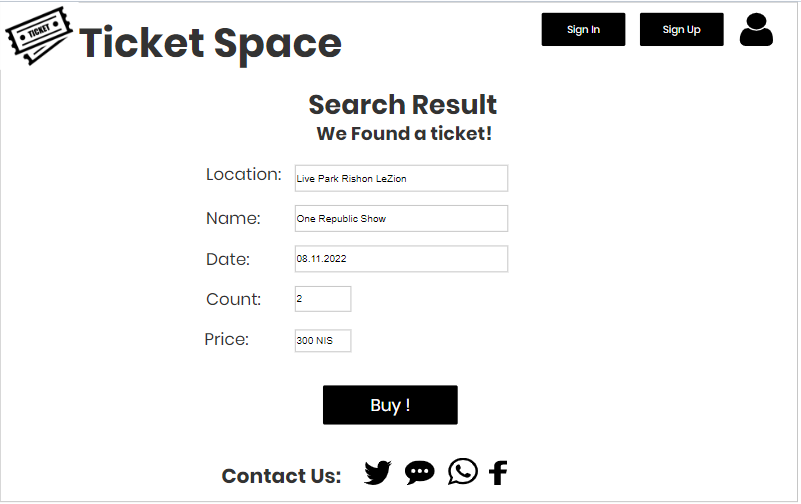 TICKET
Ticket Space
Sign In
Sign Up
Search Result
We Found a ticket!
Location: Live Park Rishon LeZion
Name: One Republic Show
Date: 08.11.2022
Count: 2
Price: 300 NIS
Buy !
Contact Us: